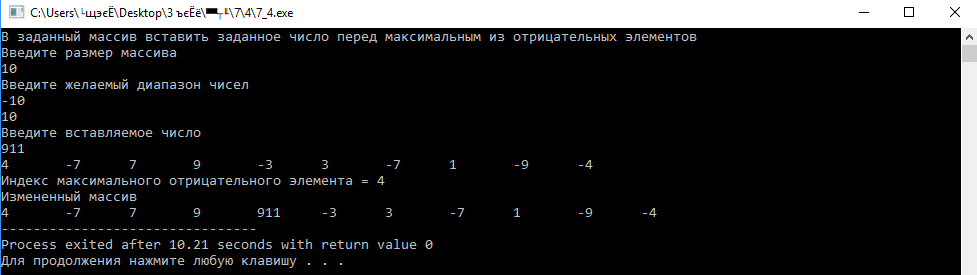 C:\Users\└щэєЁ\Desktop\3 ъєЁё\▀▀┬╙\7\4\7_4.exe
В заданный массив вставить заданное число перед максимальным из отрицательных элементов
Введите размер массива
10
Введите желаемый диапазон чисел
-10
10
Введите вставляемое число
911
4 -7 7 9 -3 3 -7 1 -9 -4
Индекс максимального отрицательного элемента = 4
Измененный массив
4 -7 7 9 911 -3 3 -7 1 -9 -4
--------------------------------
Process exited after 10.21 seconds with return value 0
Для продолжения нажмите любую клавишу . . .